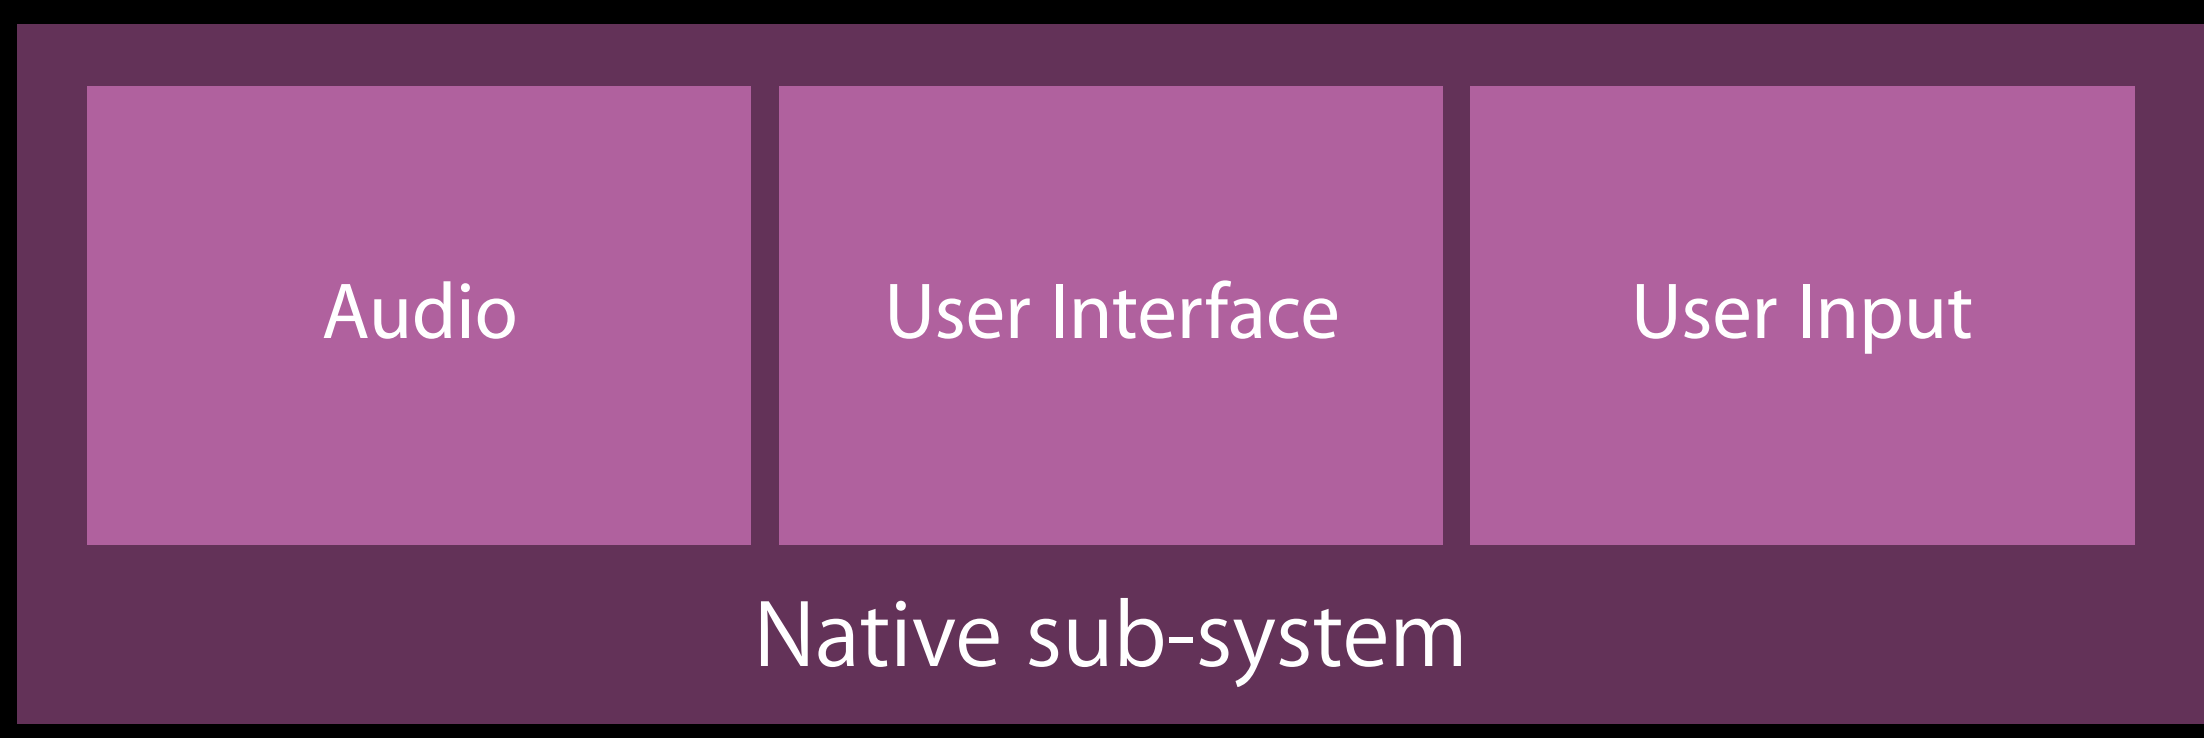 Audio
User Interface
User Input
Native sub-system